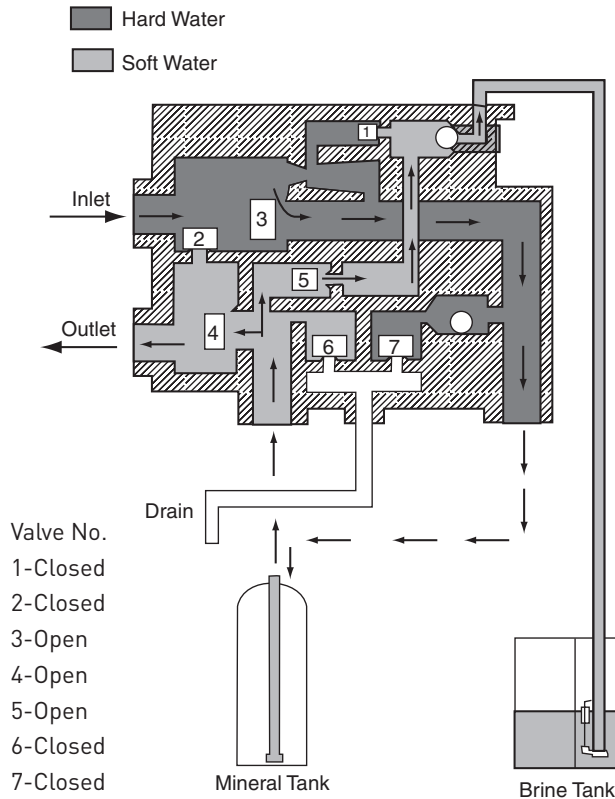 Hard Water
Soft Water
1
Inlet
3
2
5
Outlet
4
6
7
Drain
Valve No.
1-Closed
2-Closed
3-Open
4-Open
5-Open
6-Closed
7-Closed
Mineral Tank
Brine Tank